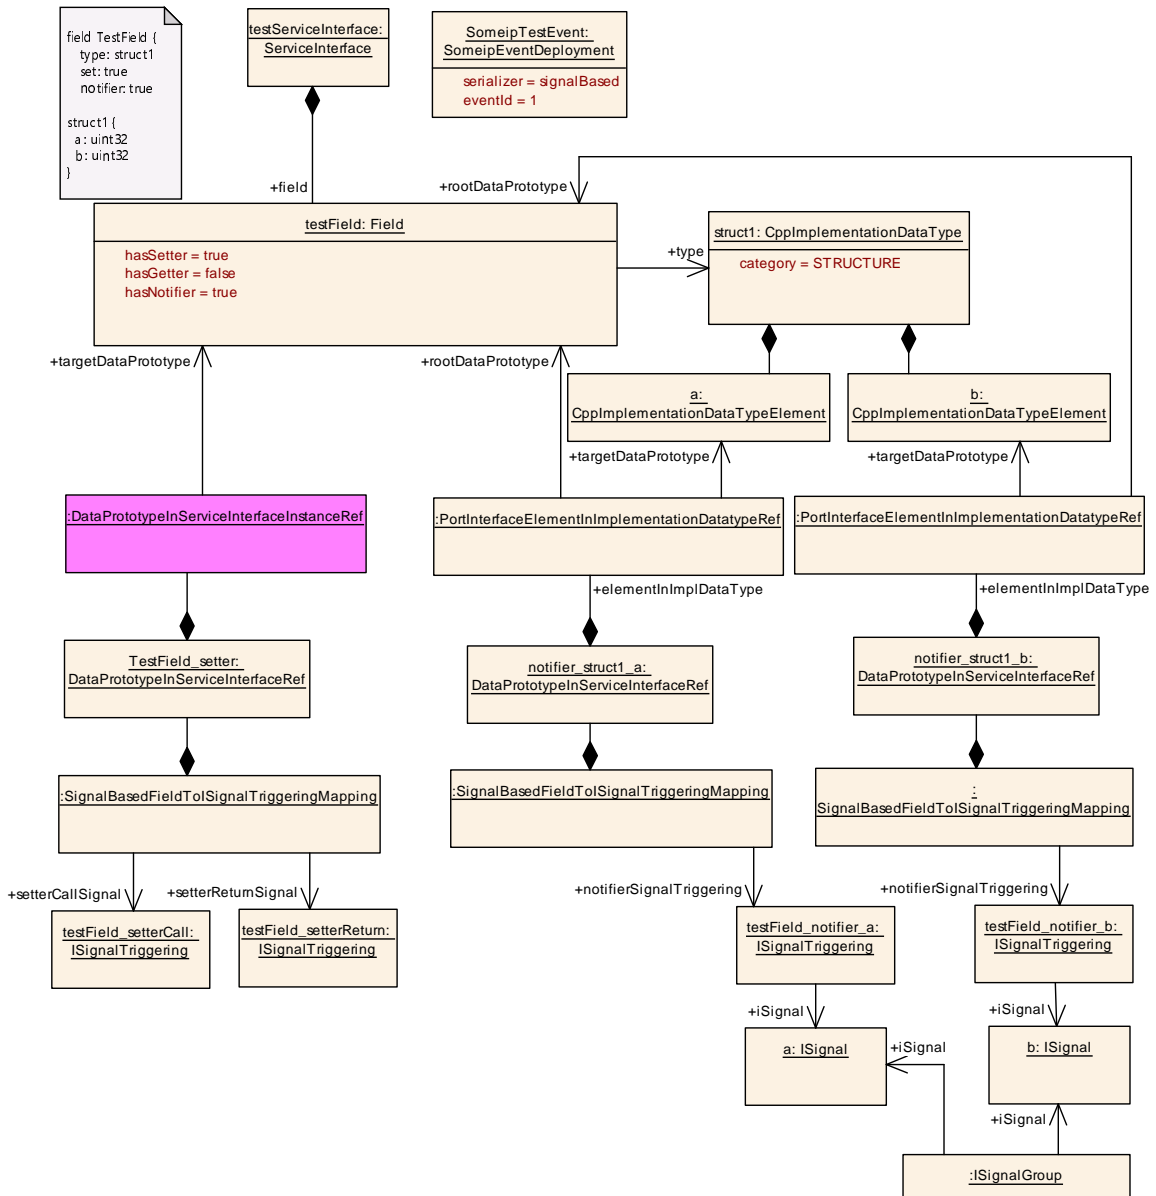 field TestField {
type: struct1
set: true
notifier: true
struct1 {
a: uint32
b: uint32
}
testServiceInterface:
ServiceInterface
SomeipTestEvent:
SomeipEventDeployment
serializer = signalBased
eventId = 1
+field
+rootDataPrototype
testField: Field
hasSetter = true
hasGetter = false
hasNotifier = true
+type
struct1: CppImplementationDataType
category = STRUCTURE
+targetDataPrototype
+rootDataPrototype
a:
CppImplementationDataTypeElement
b:
CppImplementationDataTypeElement
+targetDataPrototype
+targetDataPrototype
:DataPrototypeInServiceInterfaceInstanceRef
:PortInterfaceElementInImplementationDatatypeRef
:PortInterfaceElementInImplementationDatatypeRef
+elementInImplDataType
+elementInImplDataType
TestField_setter:
DataPrototypeInServiceInterfaceRef
notifier_struct1_a:
DataPrototypeInServiceInterfaceRef
notifier_struct1_b:
DataPrototypeInServiceInterfaceRef
:SignalBasedFieldToISignalTriggeringMapping
:SignalBasedFieldToISignalTriggeringMapping
:
SignalBasedFieldToISignalTriggeringMapping
+setterCallSignal
+setterReturnSignal
+notifierSignalTriggering
+notifierSignalTriggering
testField_setterCall:
ISignalTriggering
testField_setterReturn:
ISignalTriggering
testField_notifier_a:
ISignalTriggering
testField_notifier_b:
ISignalTriggering
+iSignal
+iSignal
a: ISignal
+iSignal
b: ISignal
+iSignal
:ISignalGroup